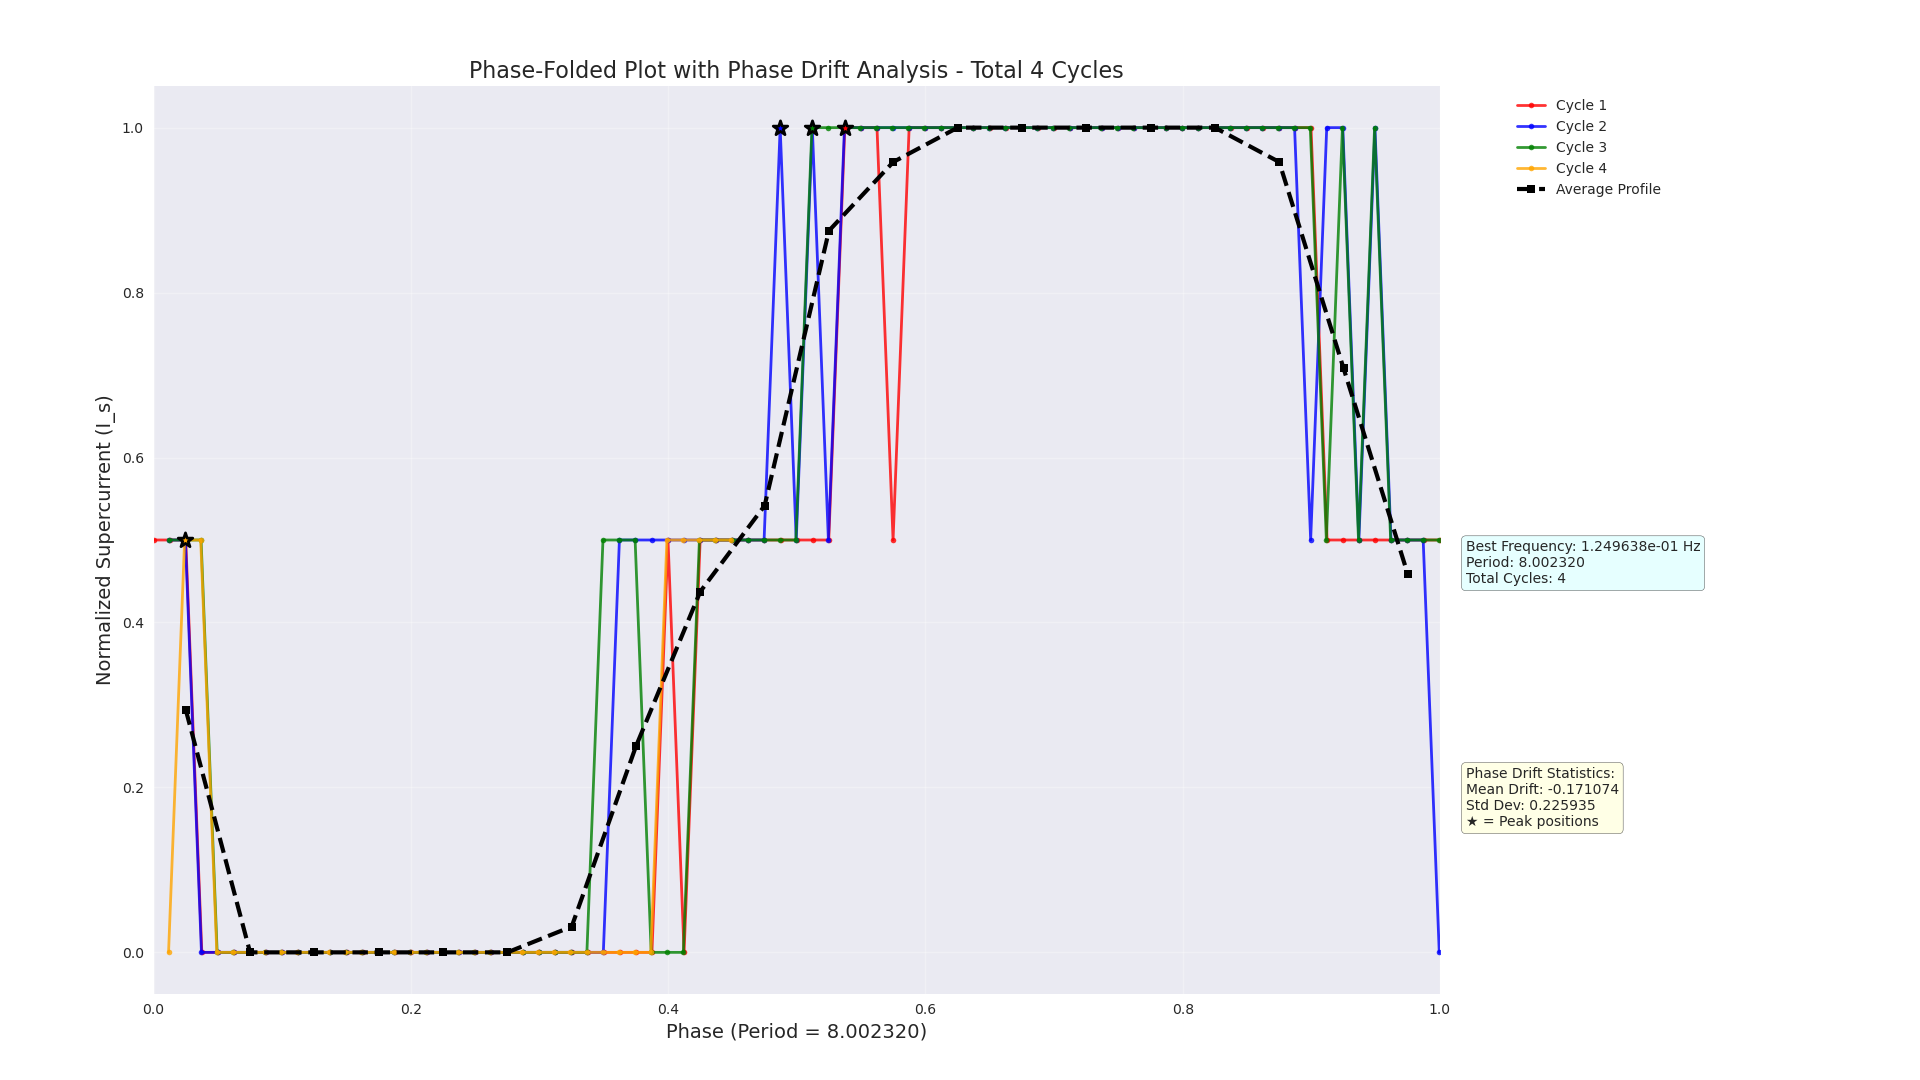 Phase-Folded Plot with Phase Drift Analysis - Total 4 Cycles
Cycle 1
Cycle 2
Cycle 3
Cycle 4
Average Profile
Normalized Supercurrent (I_s)
1.0
0.8
0.6
0.4
0.2
0.0
Best Frequency: 1.249638e-01 Hz
Period: 8.002320
Total Cycles: 4
Phase Drift Statistics:
Mean Drift: -0.171074
Std Dev: 0.225935
★ = Peak positions
0.0 0.2 0.4 0.6 0.8 1.0
Phase (Period = 8.002320)